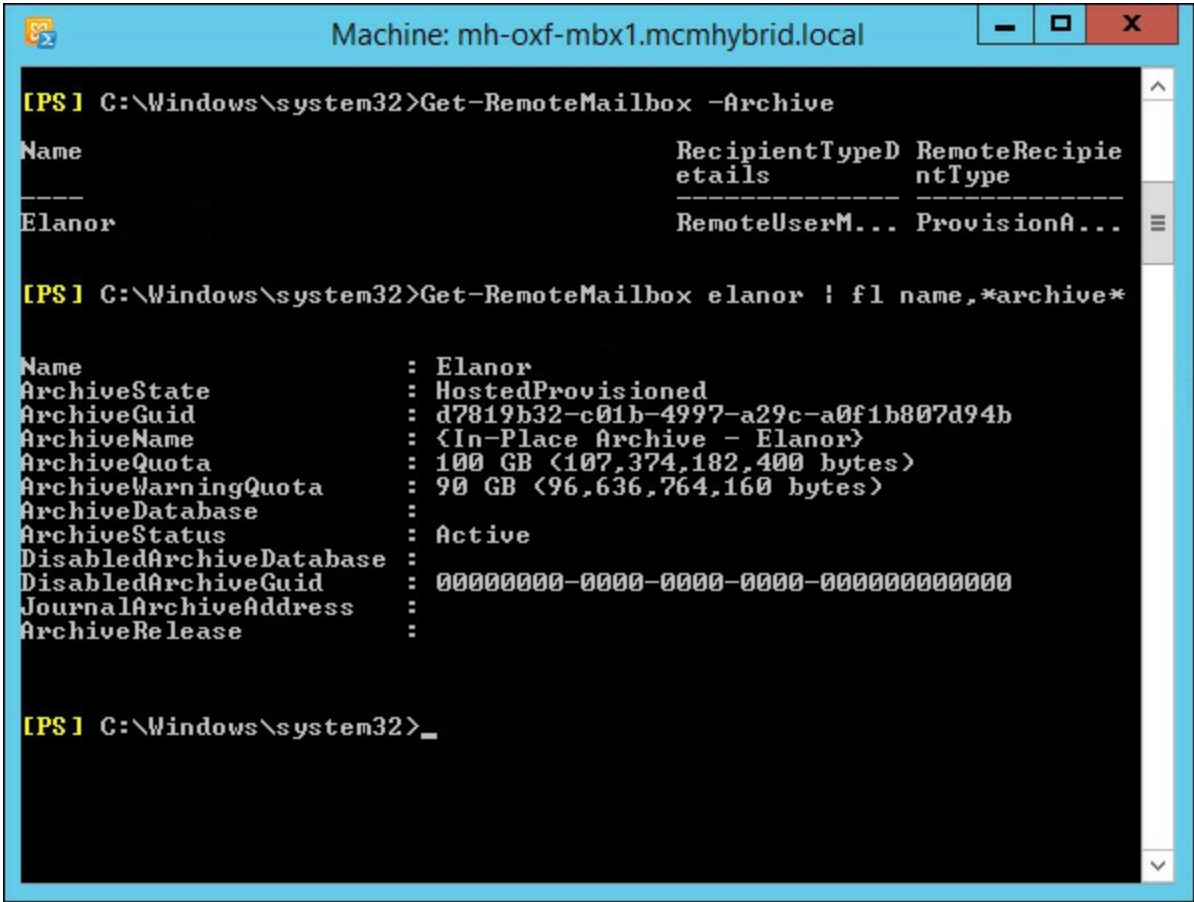 Machine: mh-oxf-mbx1.mcmhybrid.local
[PS] C:\Windows\system32>Get-RemoteMailbox -Archive
Name RecipientTypeD RemoteRecipie
etails ntType
---- -------------- -------------
Elanor RemoteUserM... ProvisionA...
[PS] C:\Windows\system32>Get-RemoteMailbox elanor | fl name,*archive*
Name : Elanor
ArchiveState : HostedProvisioned
ArchiveGuid : d7819b32-c01b-4997-a29c-a0f1b807d94b
ArchiveName : {In-Place Archive - Elanor}
ArchiveQuota : 100 GB (107,374,182,400 bytes)
ArchiveWarningQuota : 90 GB (96,636,764,160 bytes)
ArchiveDatabase :
ArchiveStatus : Active
DisabledArchiveDatabase :
DisabledArchiveGuid : 00000000-0000-0000-0000-000000000000
JournalArchiveAddress :
ArchiveRelease :
[PS] C:\Windows\system32>_